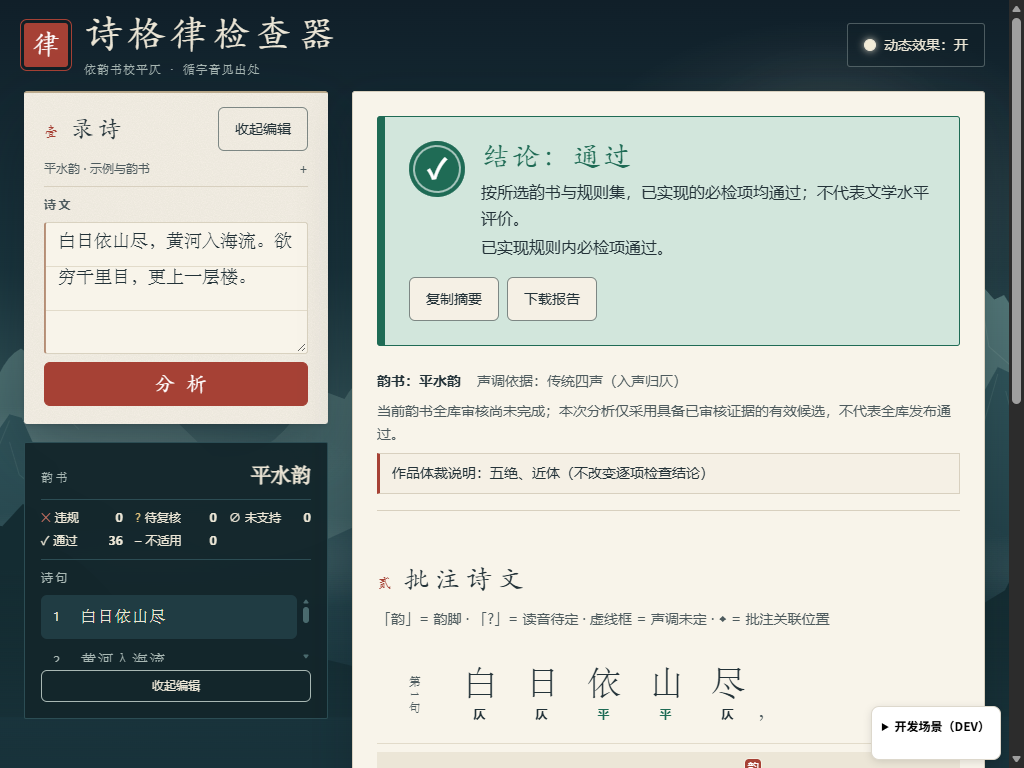 律
诗格律检查器
依韵书校平仄 · 循字音见出处
动态效果：开
壹 录诗
收起编辑
平水韵 · 示例与韵书 +
诗文
白日依山尽，黄河入海流。欲
穷千里目，更上一层楼。
分析
韵书 平水韵
✕ 违规 0 ? 待复核 0 ∅ 未支持 0
✓ 通过 36 – 不适用 0
诗句
1 白日依山尽
2 黄河入海流
收起编辑
结论：通过
按所选韵书与规则集，已实现的必检项均通过；不代表文学水平
评价。
已实现规则内必检项通过。
复制摘要 下载报告
韵书：平水韵 声调依据：传统四声（入声归仄）
当前韵书全库审核尚未完成；本次分析仅采用具备已审核证据的有效候选，不代表全库发布通
过。
作品体裁说明：五绝、近体（不改变逐项检查结论）
贰 批注诗文
「韵」= 韵脚 ·「?」= 读音待定 · 虚线框 = 声调未定 · ◆ = 批注关联位置
第一句
白 日 依 山 尽
仄 仄 平 平 仄 ，
韵
▶ 开发场景（DEV）